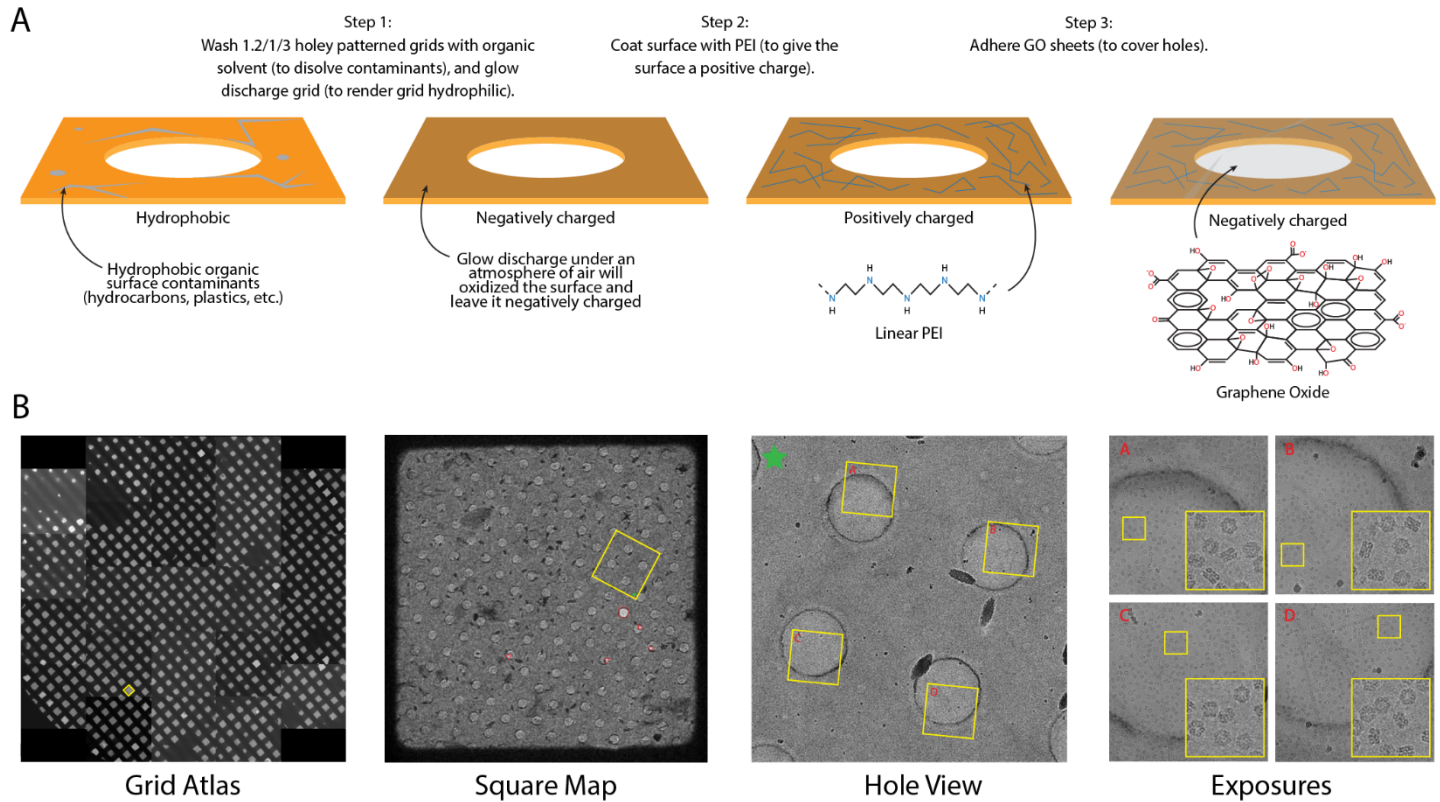 A
Step 1:
Wash 1.2/1/3 holey patterned grids with organic
solvent (to disolve contaminants), and glow
discharge grid (to render grid hydrophilic).
Step 2:
Coat surface with PEI (to give the
surface a positive charge).
Step 3:
Adhere GO sheets (to cover holes).
Hydrophobic
Hydrophobic organic
surface contaminants
(hydrocarbons, plastics, etc.)
Negatively charged
Glow discharge under an
atmosphere of air will
oxidized the surface and
leave it negatively charged
Positively charged
H
H
N
N
N
N
N
H
H
H
Linear PEI
Negatively charged
Graphene Oxide
B
Grid Atlas
Square Map
A
B
C
D
Hole View
A
B
C
D
Exposures